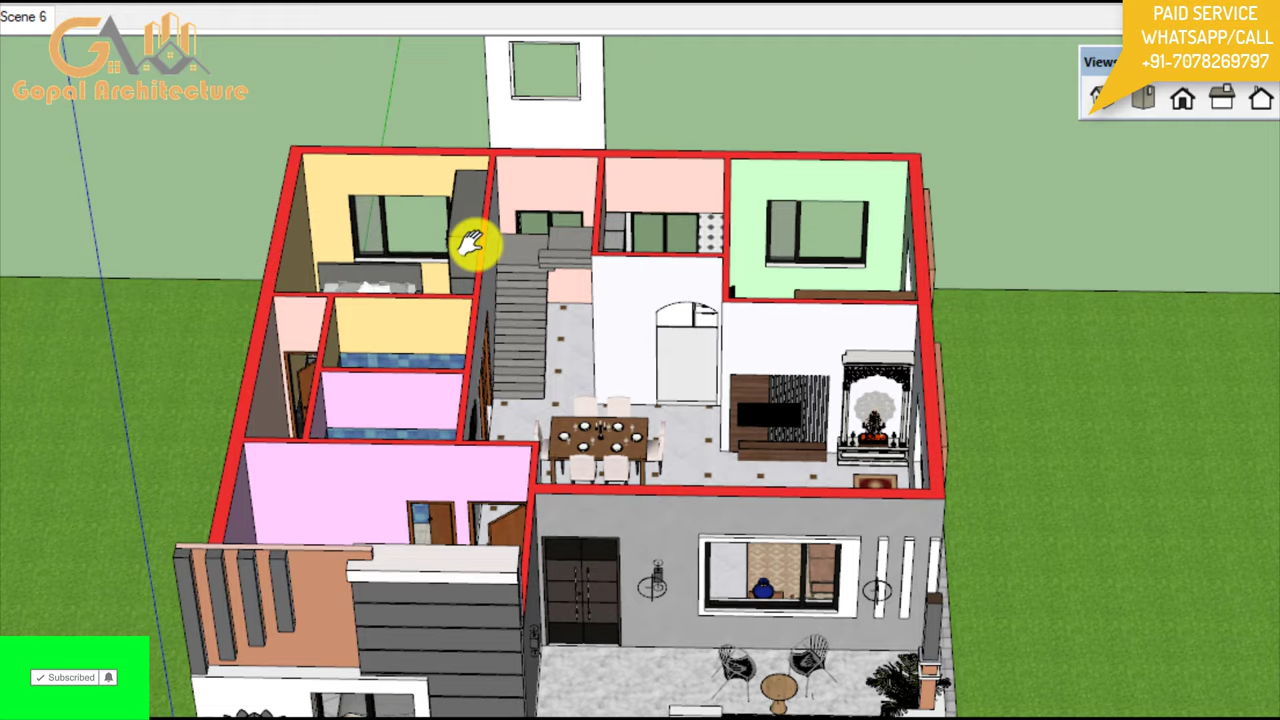 Scene 6
Gopal Architecture
PAID SERVICE
WHATSAPP/CALL
+91-7078269797
Views
Subscribed